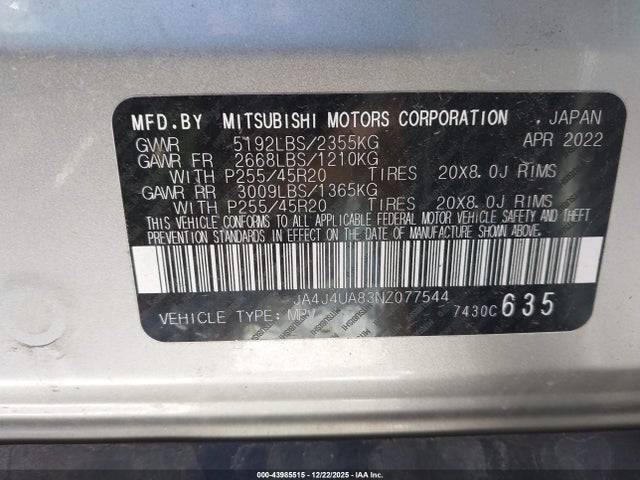 MFD.BY MITSUBISHI MOTORS CORPORATION , JAPAN
GVWR 5192LBS/2355KG APR 2022
GAWR FR 2668LBS/1210KG
WITH P255/45R20 TIRES 20X8.0J RIMS
GAWR RR 3009LBS/1365KG
WITH P255/45R20 TIRES 20X8.0J RIMS
THIS VEHICLE CONFORMS TO ALL APPLICABLE FEDERAL MOTOR VEHICLE SAFETY AND THEFT
PREVENTION STANDARDS IN EFFECT ON THE DATE OF MANUFACTURE SHOWN ABOVE.
JA4J4UA83NZ077544
VEHICLE TYPE: MPV 7430C 635
000-43985515 - 12/22/2025 - IAA Inc.